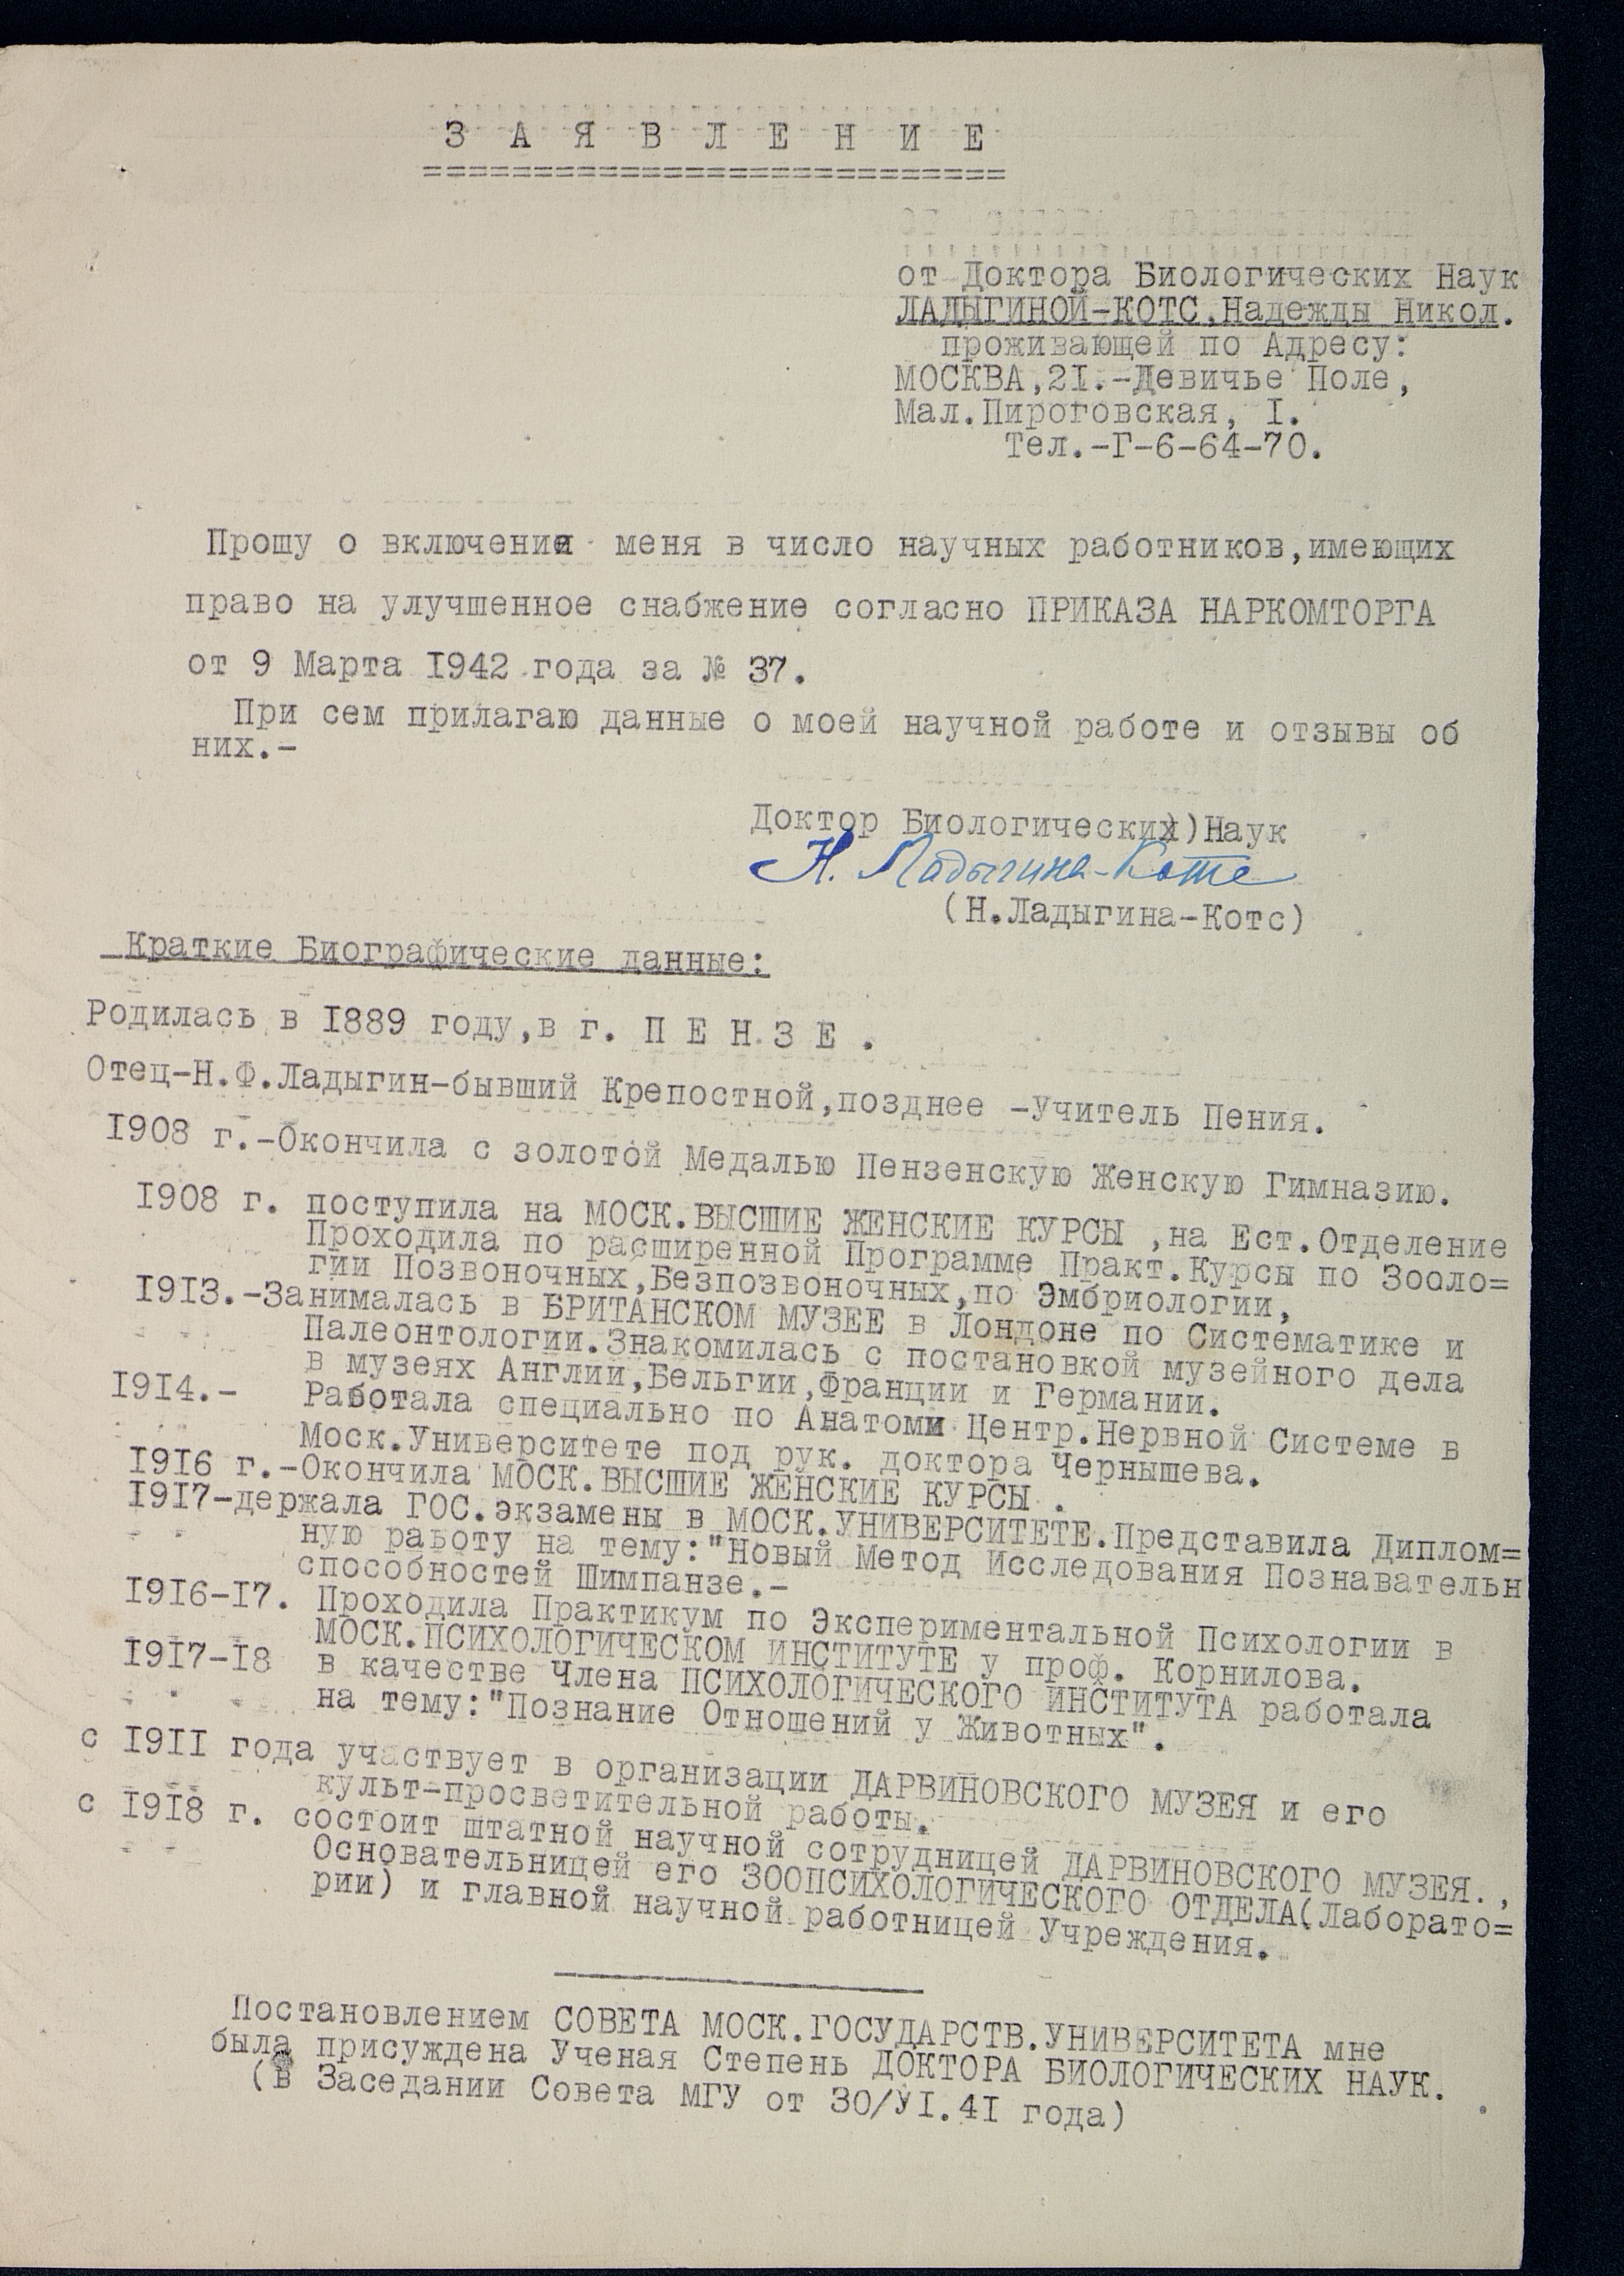 З А Я В Л Е Н И Е
===========================
от Доктора Биологических Наук
ЛАДЫГИНОЙ-КОТС,Надежды Никол.
проживающей по Адресу:
МОСКВА,2I.-Девичье Поле,
Мал.Пироговская, I.
Тел.-Г-6-64-70.
Прошу о включении меня в число научных работников,имеющих
право на улучшенное снабжение согласно ПРИКАЗА НАРКОМТОРГА
от 9 Марта I942 года за № 37.
При сем прилагаю данные о моей научной работе и отзывы об
них.-
Доктор Биологических)Наук
Н. Ладыгина-Котс
(Н.Ладыгина-Котс)
Краткие Биографические данные:
Родилась в I889 году,в г. П Е Н З Е .
Отец-Н.Ф.Ладыгин-бывший Крепостной,позднее -Учитель Пения.
I908 г.-Окончила с золотой Медалью Пензенскую Женскую Гимназию.
I908 г. поступила на МОСК.ВЫСШИЕ ЖЕНСКИЕ КУРСЫ ,на Ест.Отделение
Проходила по расширенной Программе Практ.Курсы по Зооло=
гии Позвоночных,Безпозвоночных,по Эмбриологии,
I9I3.-Занималась в БРИТАНСКОМ МУЗЕЕ в Лондоне по Систематике и
Палеонтологии.Знакомилась с постановкой музейного дела
в музеях Англии,Бельгии,Франции и Германии.
I9I4.- Работала специально по Анатоми Центр.Нервной Системе в
Моск.Университете под рук. доктора Чернышева.
I9I6 г.-Окончила МОСК.ВЫСШИЕ ЖЕНСКИЕ КУРСЫ .
I9I7-держала ГОС.экзамены в МОСК.УНИВЕРСИТЕТЕ.Представила Диплом=
ную работу на тему:"Новый Метод Исследования Познавательн
способностей Шимпанзе.-
I9I6-I7. Проходила Практикум по Экспериментальной Психологии в
МОСК.ПСИХОЛОГИЧЕСКОМ ИНСТИТУТЕ у проф. Корнилова.
I9I7-I8 в качестве Члена ПСИХОЛОГИЧЕСКОГО ИНСТИТУТА работала
на тему:"Познание Отношений у Животных".
с I9II года участвует в организации ДАРВИНОВСКОГО МУЗЕЯ и его
культ-просветительной работы.
с I9I8 г. состоит штатной научной сотрудницей ДАРВИНОВСКОГО МУЗЕЯ.,
Основательницей его ЗООПСИХОЛОГИЧЕСКОГО ОТДЕЛА(Лаборато=
рии) и главной научной работницей Учреждения.
Постановлением СОВЕТА МОСК.ГОСУДАРСТВ.УНИВЕРСИТЕТА мне
была присуждена Ученая Степень ДОКТОРА БИОЛОГИЧЕСКИХ НАУК.
(В Заседании Совета МГУ от 30/УI.4I года)